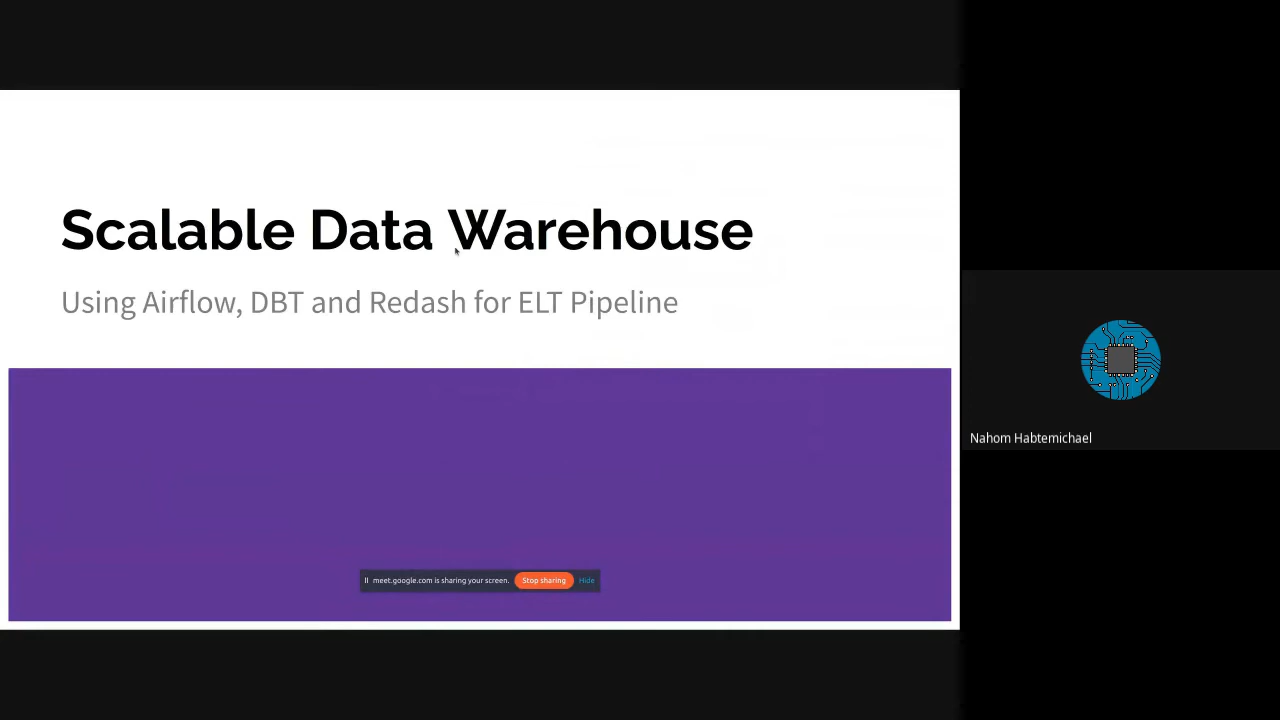 Scalable Data Warehouse
Using Airflow, DBT and Redash for ELT Pipeline
meet.google.com is sharing your screen. Stop sharing Hide
Nahom Habtemichael